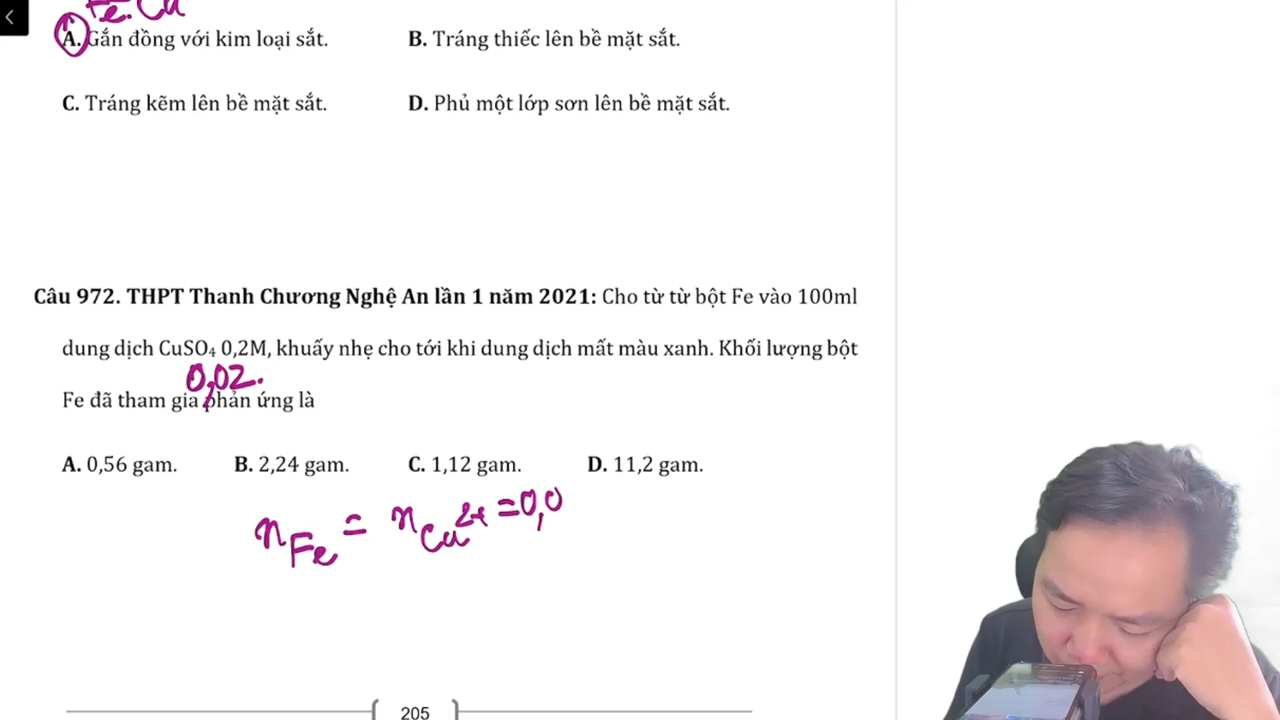 Fe. Cu
A. Gắn đồng với kim loại sắt.
B. Tráng thiếc lên bề mặt sắt.
C. Tráng kẽm lên bề mặt sắt.
D. Phủ một lớp sơn lên bề mặt sắt.
Câu 972. THPT Thanh Chương Nghệ An lần 1 năm 2021: Cho từ từ bột Fe vào 100ml
dung dịch CuSO₄ 0,2M, khuấy nhẹ cho tới khi dung dịch mất màu xanh. Khối lượng bột
0,02.
Fe đã tham gia phản ứng là
A. 0,56 gam.
B. 2,24 gam.
C. 1,12 gam.
D. 11,2 gam.
n Fe = n Cu 2+ = 0,0
205